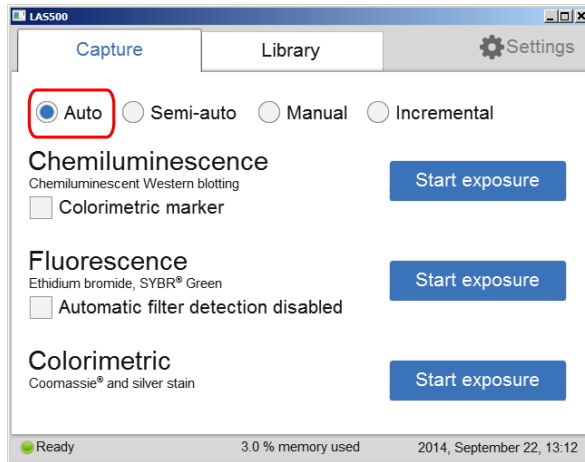 LAS500
Capture
Library
Settings
Auto
Semi-auto
Manual
Incremental
Chemiluminescence
Chemiluminescent Western blotting
Start exposure
Colorimetric marker
Fluorescence
Ethidium bromide, SYBR® Green
Start exposure
Automatic filter detection disabled
Colorimetric
Coomassie® and silver stain
Start exposure
Ready
3.0 % memory used
2014, September 22, 13:12